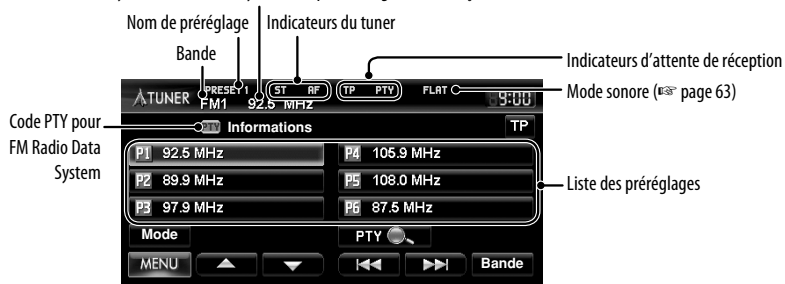 Nom de préréglage
Indicateurs du tuner
Bande
Indicateurs d'attente de réception
TUNER
PRESET 1
ST AF
TP PTY
FLAT
9:00
Mode sonore (☞ page 63)
FM1 92.5 MHz
Code PTY pour
FM Radio Data
System
PTY Informations
TP
P1 92.5 MHz
P4 105.9 MHz
P2 89.9 MHz
P5 108.0 MHz
Liste des préréglages
P3 97.9 MHz
P6 87.5 MHz
Mode
PTY
MENU
Bande